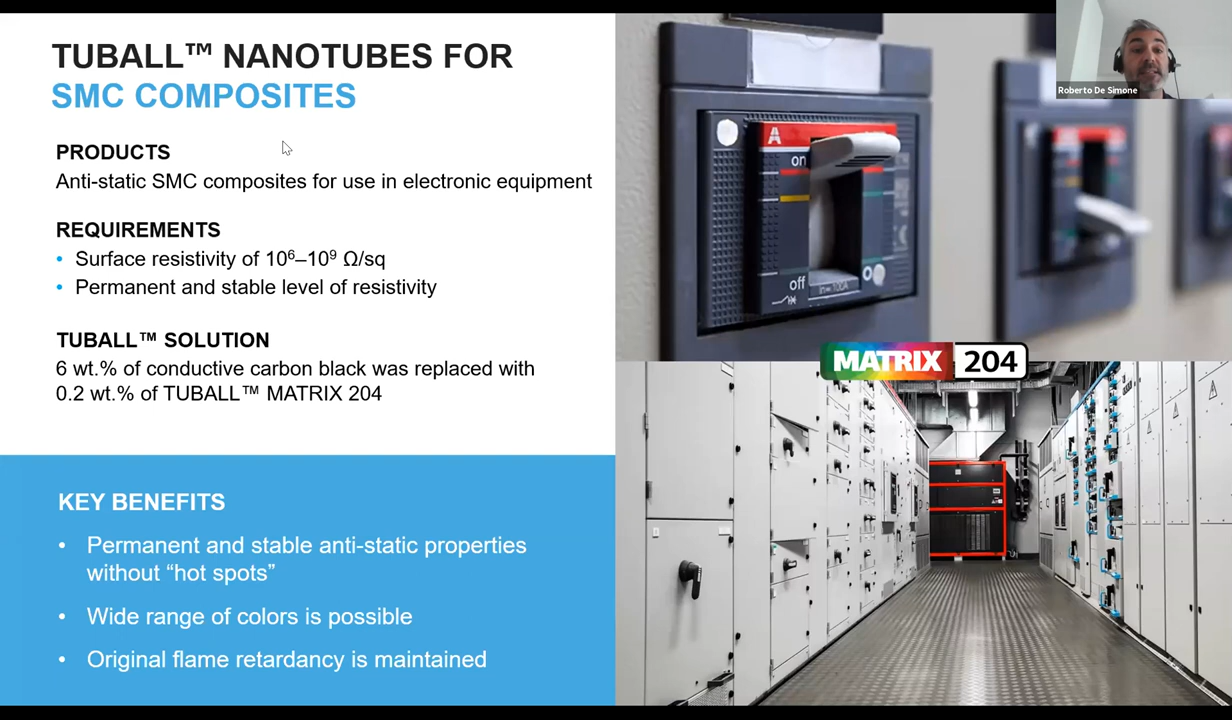 TUBALL™ NANOTUBES FOR
SMC COMPOSITES
PRODUCTS
Anti-static SMC composites for use in electronic equipment
REQUIREMENTS
• Surface resistivity of 10⁶–10⁹ Ω/sq
• Permanent and stable level of resistivity
TUBALL™ SOLUTION
6 wt.% of conductive carbon black was replaced with
0.2 wt.% of TUBALL™ MATRIX 204
KEY BENEFITS
• Permanent and stable anti-static properties
without “hot spots”
• Wide range of colors is possible
• Original flame retardancy is maintained
A
on
off
In= 100A
MATRIX 204
Roberto De Simone